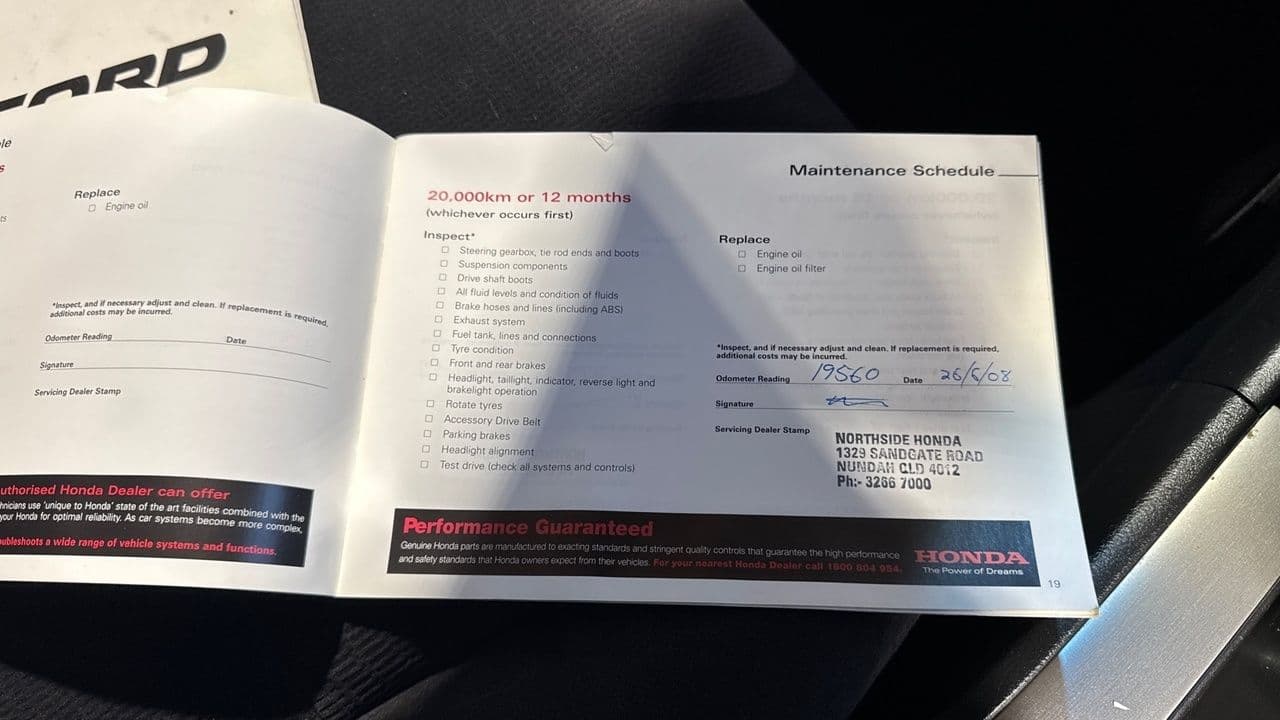 ORD
Replace
☐ Engine oil
*Inspect, and if necessary adjust and clean. If replacement is required,
additional costs may be incurred.
Odometer Reading
Date
Signature
Servicing Dealer Stamp
uthorised Honda Dealer can offer
hnicians use 'unique to Honda' state of the art facilities combined with the
your Honda for optimal reliability. As car systems become more complex,
oubleshoots a wide range of vehicle systems and functions.
Maintenance Schedule
20,000km or 12 months
(whichever occurs first)
Inspect*
☐ Steering gearbox, tie rod ends and boots
☐ Suspension components
☐ Drive shaft boots
☐ All fluid levels and condition of fluids
☐ Brake hoses and lines (including ABS)
☐ Exhaust system
☐ Fuel tank, lines and connections
☐ Tyre condition
☐ Front and rear brakes
☐ Headlight, taillight, indicator, reverse light and
brakelight operation
☐ Rotate tyres
☐ Accessory Drive Belt
☐ Parking brakes
☐ Headlight alignment
☐ Test drive (check all systems and controls)
Replace
☐ Engine oil
☐ Engine oil filter
*Inspect, and if necessary adjust and clean. If replacement is required,
additional costs may be incurred.
Odometer Reading 19560 Date 26/6/08
Signature
Servicing Dealer Stamp
NORTHSIDE HONDA
1329 SANDGATE ROAD
NUNDAH QLD 4012
Ph:- 3266 7000
Performance Guaranteed
Genuine Honda parts are manufactured to exacting standards and stringent quality controls that guarantee the high performance
and safety standards that Honda owners expect from their vehicles. For your nearest Honda Dealer call 1800 804 954.
HONDA
The Power of Dreams
19